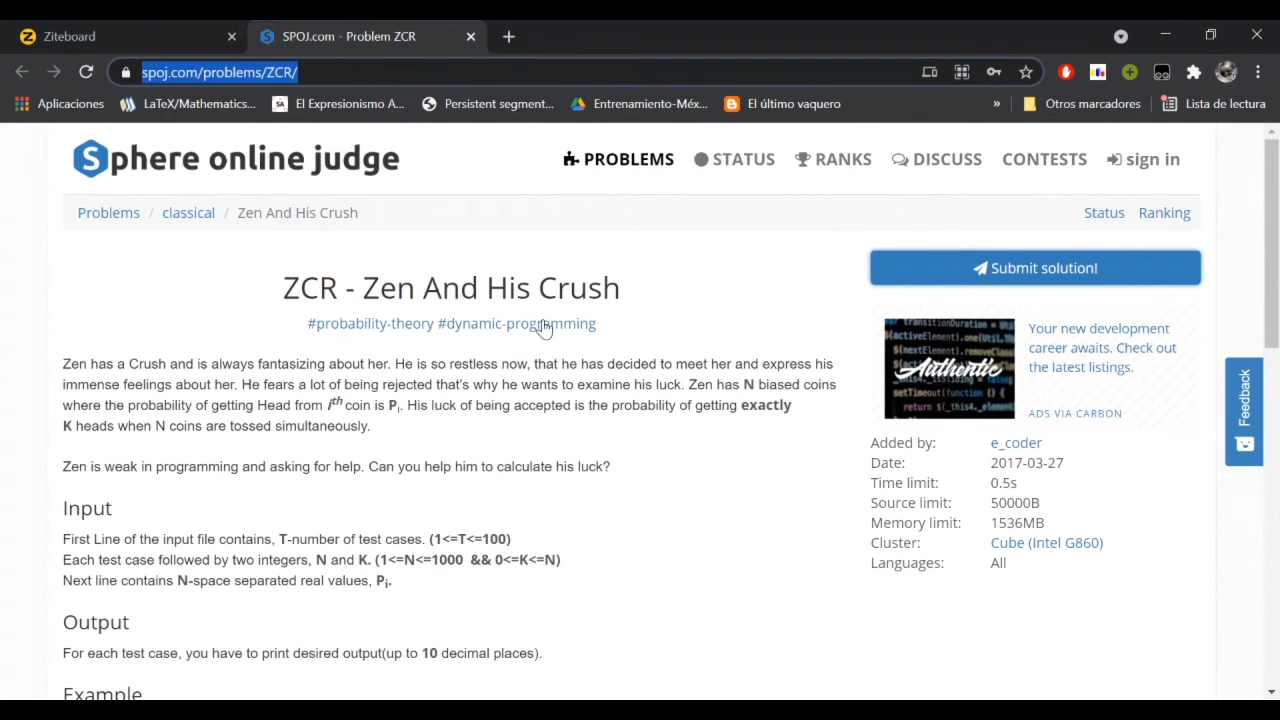 Ziteboard
SPOJ.com - Problem ZCR
spoj.com/problems/ZCR/
Aplicaciones
LaTeX/Mathematics...
El Expresionismo A...
Persistent segment...
Entrenamiento-Méx...
El último vaquero
»
Otros marcadores
Lista de lectura
Sphere online judge
PROBLEMS STATUS RANKS DISCUSS CONTESTS sign in
Problems / classical / Zen And His Crush
Status Ranking
ZCR - Zen And His Crush
#probability-theory #dynamic-programming
Zen has a Crush and is always fantasizing about her. He is so restless now, that he has decided to meet her and express his
immense feelings about her. He fears a lot of being rejected that's why he wants to examine his luck. Zen has N biased coins
where the probability of getting Head from ith coin is Pi. His luck of being accepted is the probability of getting exactly
K heads when N coins are tossed simultaneously.
Zen is weak in programming and asking for help. Can you help him to calculate his luck?
Input
First Line of the input file contains, T-number of test cases. (1<=T<=100)
Each test case followed by two integers, N and K. (1<=N<=1000 && 0<=K<=N)
Next line contains N-space separated real values, Pi.
Output
For each test case, you have to print desired output(up to 10 decimal places).
Example
Submit solution!
Authentic
Your new development
career awaits. Check out
the latest listings.
ADS VIA CARBON
Added by: e_coder
Date: 2017-03-27
Time limit: 0.5s
Source limit: 50000B
Memory limit: 1536MB
Cluster: Cube (Intel G860)
Languages: All
Feedback